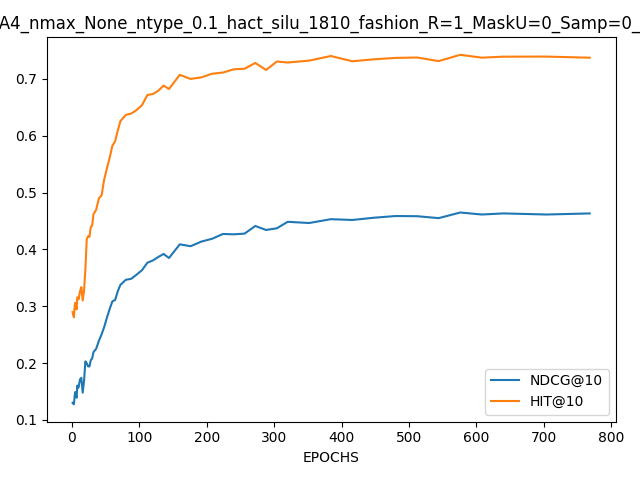 A4_nmax_None_ntype_0.1_hact_silu_1810_fashion_R=1_MaskU=0_Samp=0_
0.7
0.6
0.5
0.4
0.3
0.2
0.1
NDCG@10
HIT@10
0 100 200 300 400 500 600 700 800
EPOCHS